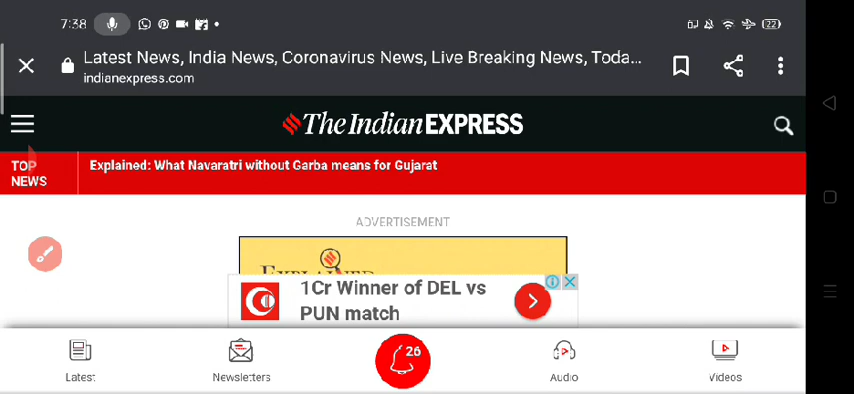 7:38
22
Latest News, India News, Coronavirus News, Live Breaking News, Toda...
indianexpress.com
The Indian EXPRESS
TOP NEWS
Explained: What Navaratri without Garba means for Gujarat
ADVERTISEMENT
EXPLAINED
1Cr Winner of DEL vs
PUN match
26
Latest
Newsletters
Audio
Videos